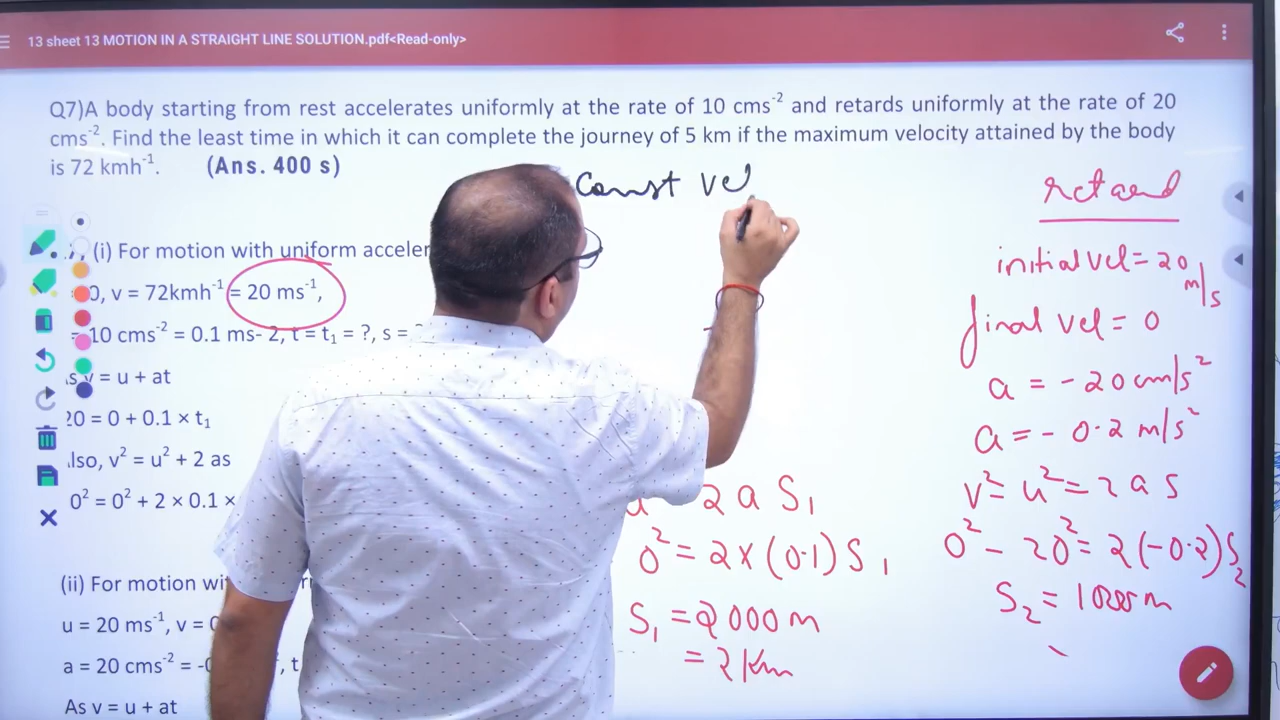 13 sheet 13 MOTION IN A STRAIGHT LINE SOLUTION.pdf<Read-only>
Q7)A body starting from rest accelerates uniformly at the rate of 10 cms⁻² and retards uniformly at the rate of 20
cms⁻². Find the least time in which it can complete the journey of 5 km if the maximum velocity attained by the body
is 72 kmh⁻¹. (Ans. 400 s)
(i) For motion with uniform acceler
0, v = 72kmh⁻¹ = 20 ms⁻¹,
= 10 cms⁻² = 0.1 ms- 2, t = t₁ = ?, s =
s v = u + at
20 = 0 + 0.1 × t₁
lso, v² = u² + 2 as
0² = 0² + 2 × 0.1 ×
(ii) For motion wi
u = 20 ms⁻¹, v = 0
a = 20 cms⁻² = -0 , t
As v = u + at
Const vel
2 a S₁
0² = 2 × (0.1) S₁
S₁ = 2000 m
= 2 Km
retard
initial vel = 20 m/s
final vel = 0
a = - 20 cm/s²
a = - 0.2 m/s²
v² = u² = 2 a s
0² - 20² = 2 (-0.2) S₂
S₂ = 1000 m